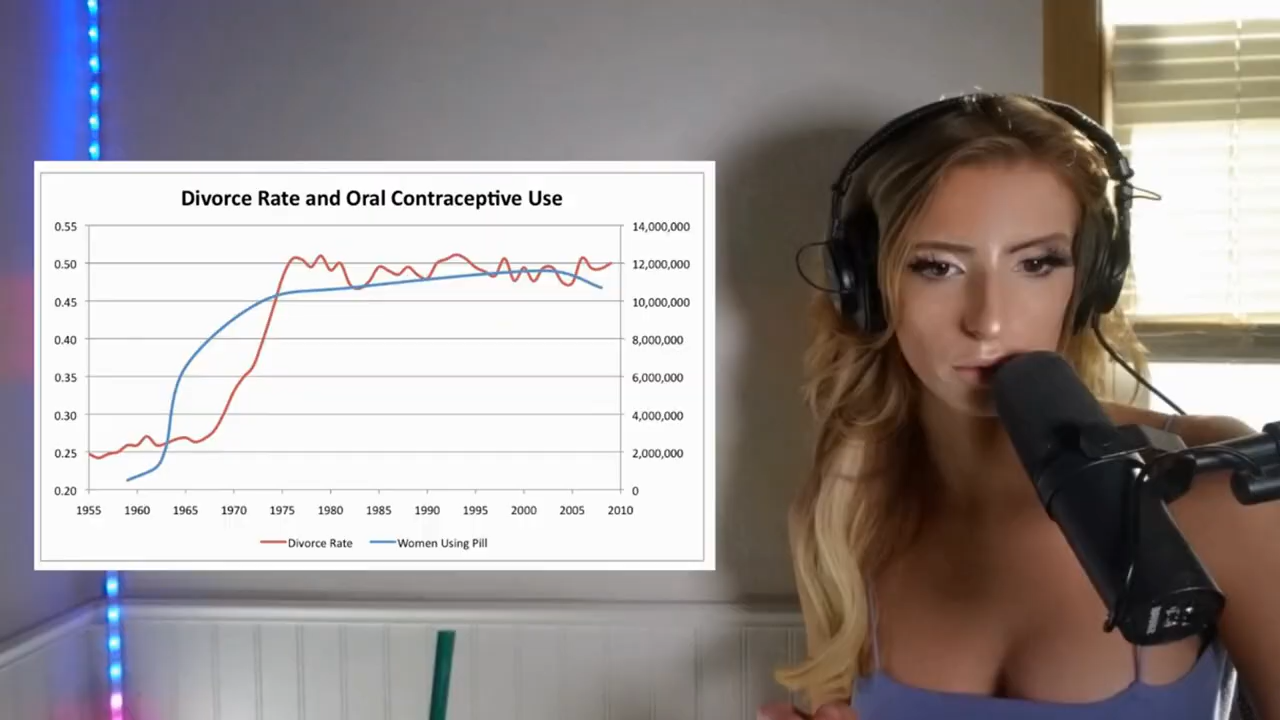 Divorce Rate and Oral Contraceptive Use
0.55 14,000,000
0.50 12,000,000
0.45 10,000,000
0.40 8,000,000
0.35 6,000,000
0.30 4,000,000
0.25 2,000,000
0.20 0
1955 1960 1965 1970 1975 1980 1985 1990 1995 2000 2005 2010
Divorce Rate Women Using Pill